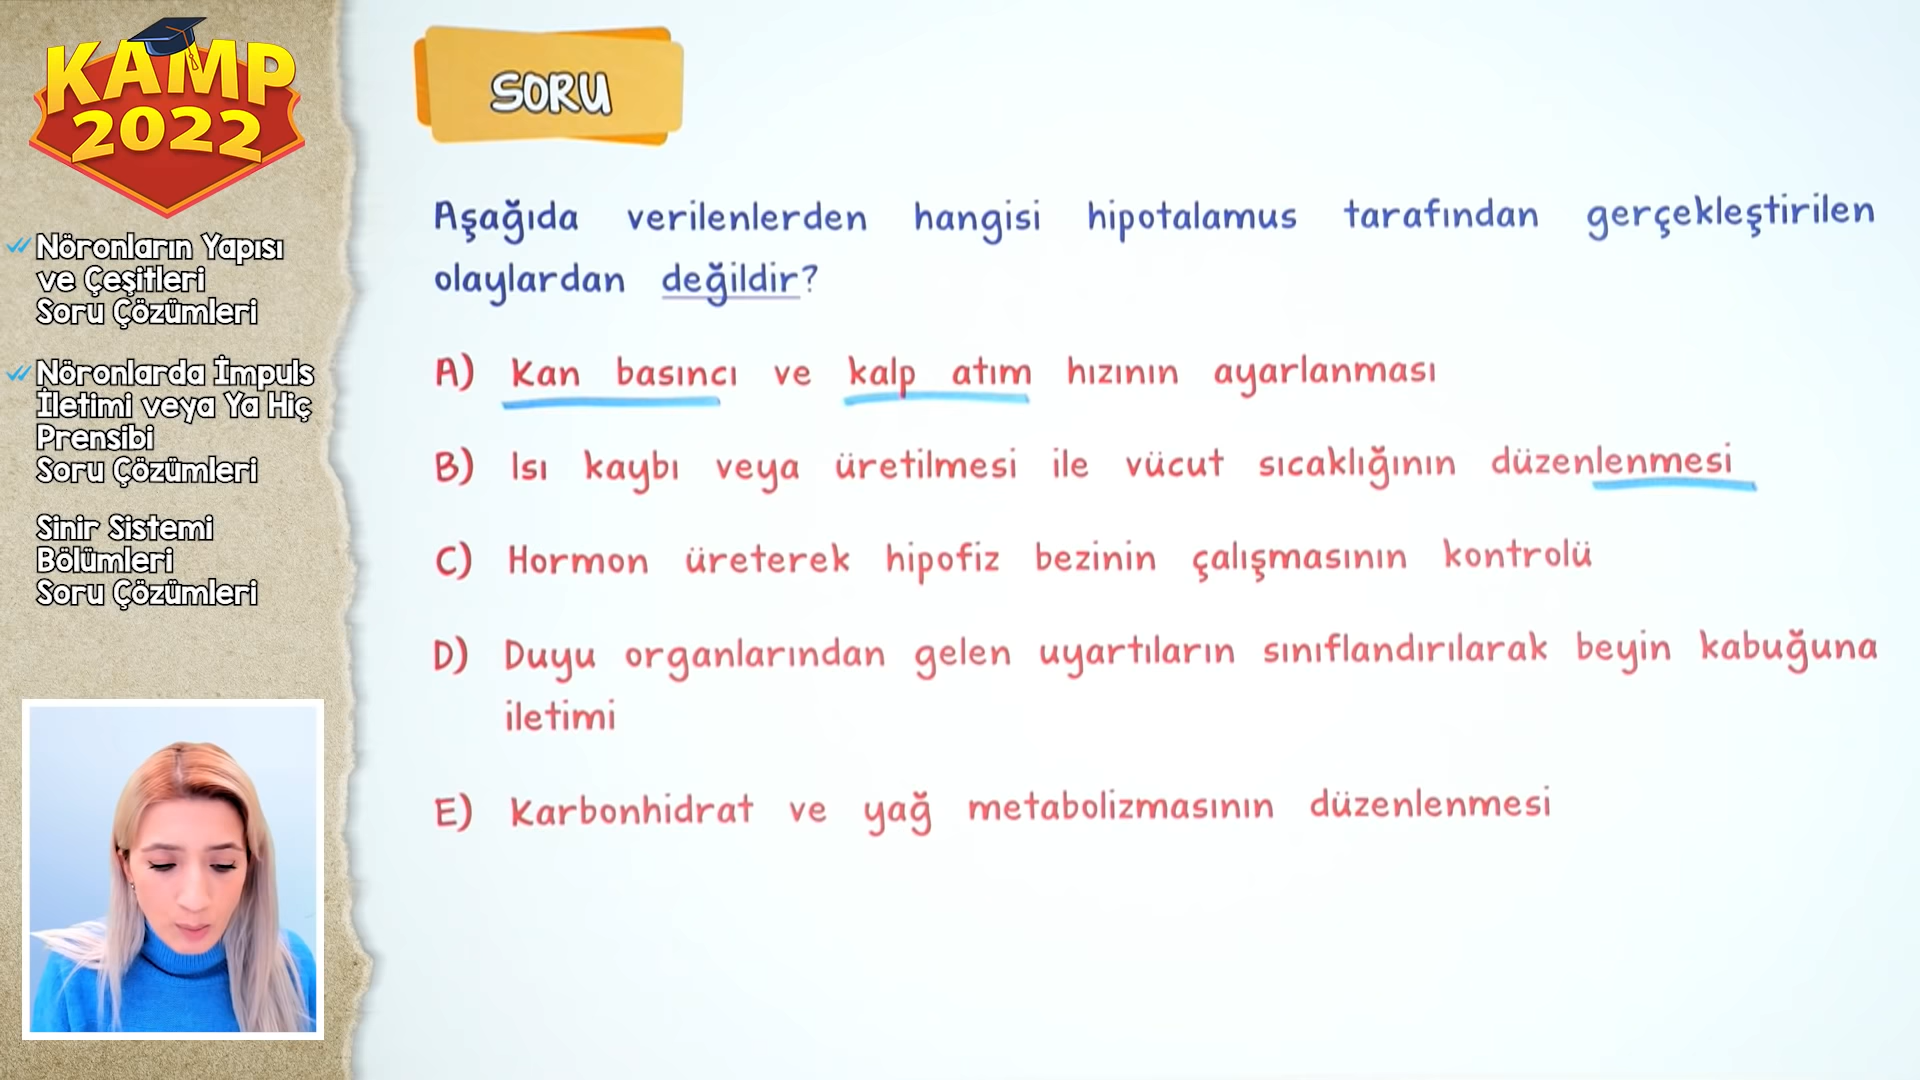 KAMP
2022
Nöronların Yapısı
ve Çeşitleri
Soru Çözümleri
Nöronlarda İmpuls
İletimi veya Ya Hiç
Prensibi
Soru Çözümleri
Sinir Sistemi
Bölümleri
Soru Çözümleri
SORU
Aşağıda verilenlerden hangisi hipotalamus tarafından gerçekleştirilen
olaylardan değildir?
A) Kan basıncı ve kalp atım hızının ayarlanması
B) Isı kaybı veya üretilmesi ile vücut sıcaklığının düzenlenmesi
C) Hormon üreterek hipofiz bezinin çalışmasının kontrolü
D) Duyu organlarından gelen uyartıların sınıflandırılarak beyin kabuğuna
iletimi
E) Karbonhidrat ve yağ metabolizmasının düzenlenmesi